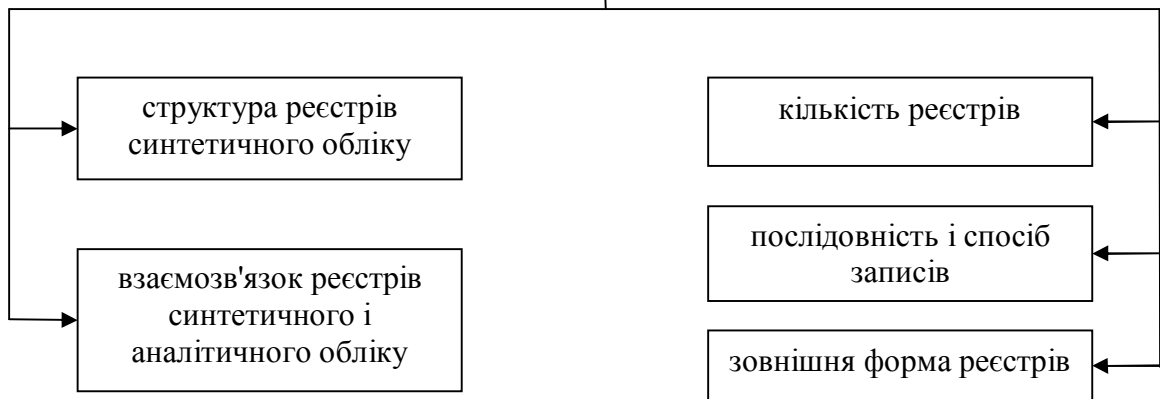 структура реєстрів
синтетичного обліку
взаємозв'язок реєстрів
синтетичного і
аналітичного обліку
кількість реєстрів
послідовність і спосіб
записів
зовнішня форма реєстрів